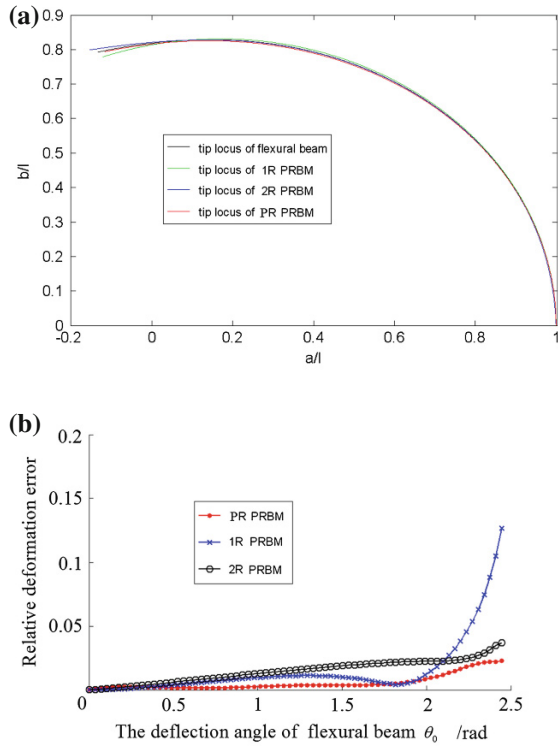 (a)
0.9
0.8
0.7
0.6
0.5
0.4
0.3
0.2
0.1
0
b/l
tip locus of flexural beam
tip locus of 1R PRBM
tip locus of 2R PRBM
tip locus of PR PRBM
-0.2 0 0.2 0.4 0.6 0.8 1
a/l
(b)
0.2
0.15
0.1
0.05
0
Relative deformation error
PR PRBM
1R PRBM
2R PRBM
0 0.5 1 1.5 2 2.5
The deflection angle of flexural beam θ₀ /rad